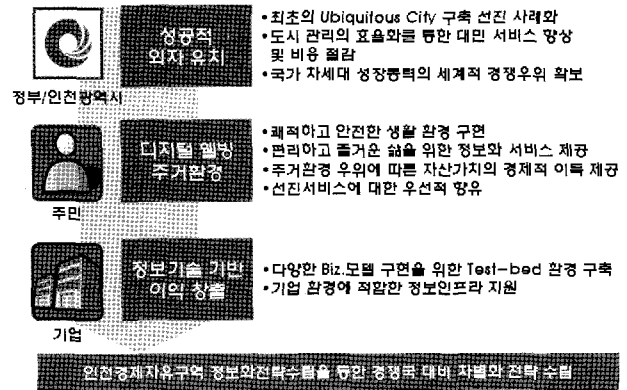 성공적
외자 유치
• 최초의 Ubiquitous City 구축 선진 사례화
• 도시 관리의 효율화를 통한 대민 서비스 향상
및 비용 절감
• 국가 차세대 성장동력의 세계적 경쟁우위 확보
정부/인천광역시
디지털 웰빙
주거환경
• 쾌적하고 안전한 생활 환경 구현
• 편리하고 즐거운 삶을 위한 정보화 서비스 제공
• 주거환경 우위에 따른 자산가치의 경제적 이득 제공
• 선진서비스에 대한 우선적 향유
주민
정보기술 기반
이익 창출
• 다양한 Biz.모델 구현을 위한 Test-bed 환경 구축
• 기업 환경에 적합한 정보인프라 지원
기업
인천경제자유구역 정보화전략수립을 통한 경쟁국 대비 차별화 전략 수립